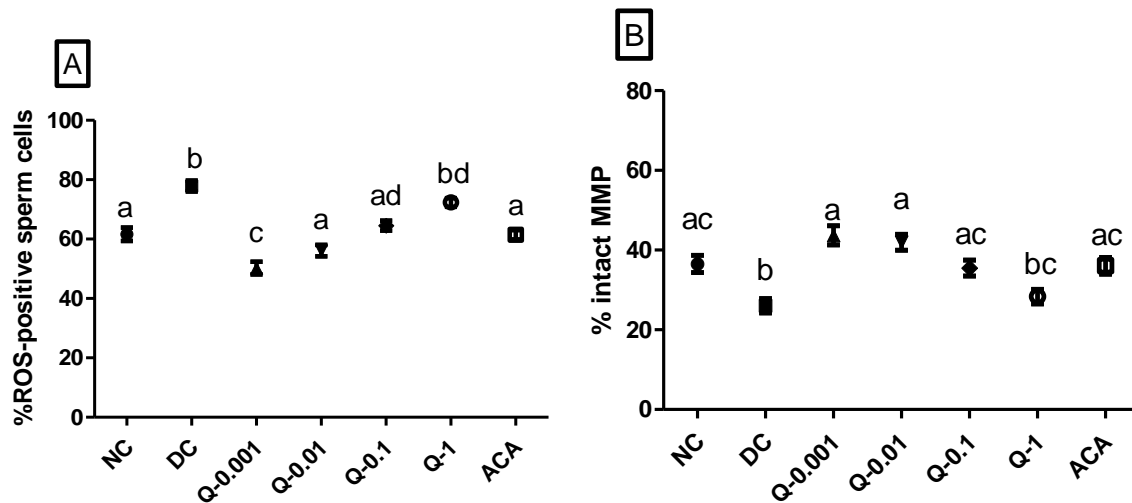 A
%ROS-positive sperm cells
100
80
60
40
20
0
a
b
c
a
ad
bd
a
NC
DC
Q-0.001
Q-0.01
Q-0.1
Q-1
ACA
B
% intact MMP
80
60
40
20
0
ac
b
a
a
ac
bc
ac
NC
DC
Q-0.001
Q-0.01
Q-0.1
Q-1
ACA